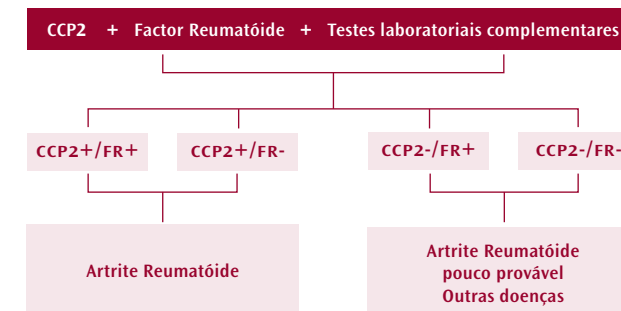 CCP2 + Factor Reumatóide + Testes laboratoriais complementares
CCP2+/FR+ CCP2+/FR- CCP2-/FR+ CCP2-/FR-
Artrite Reumatóide
Artrite Reumatóide
pouco provável
Outras doenças